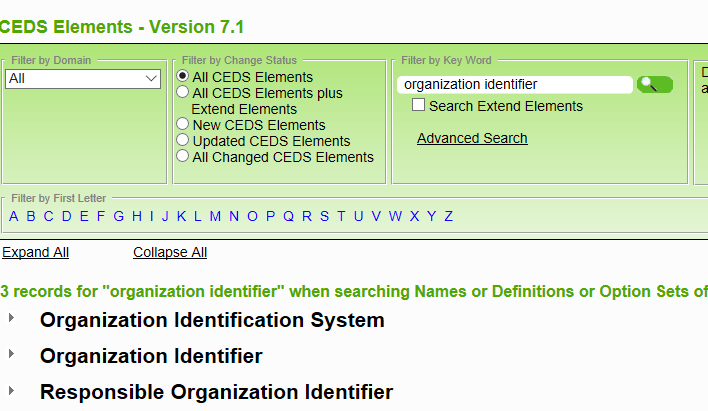 CEDS Elements - Version 7.1
Filter by Domain
All
Filter by Change Status
All CEDS Elements
All CEDS Elements plus
Extend Elements
New CEDS Elements
Updated CEDS Elements
All Changed CEDS Elements
Filter by Key Word
organization identifier
Search Extend Elements
Advanced Search
Filter by First Letter
A B C D E F G H I J K L M N O P Q R S T U V W X Y Z
Expand All Collapse All
3 records for "organization identifier" when searching Names or Definitions or Option Sets of
Organization Identification System
Organization Identifier
Responsible Organization Identifier